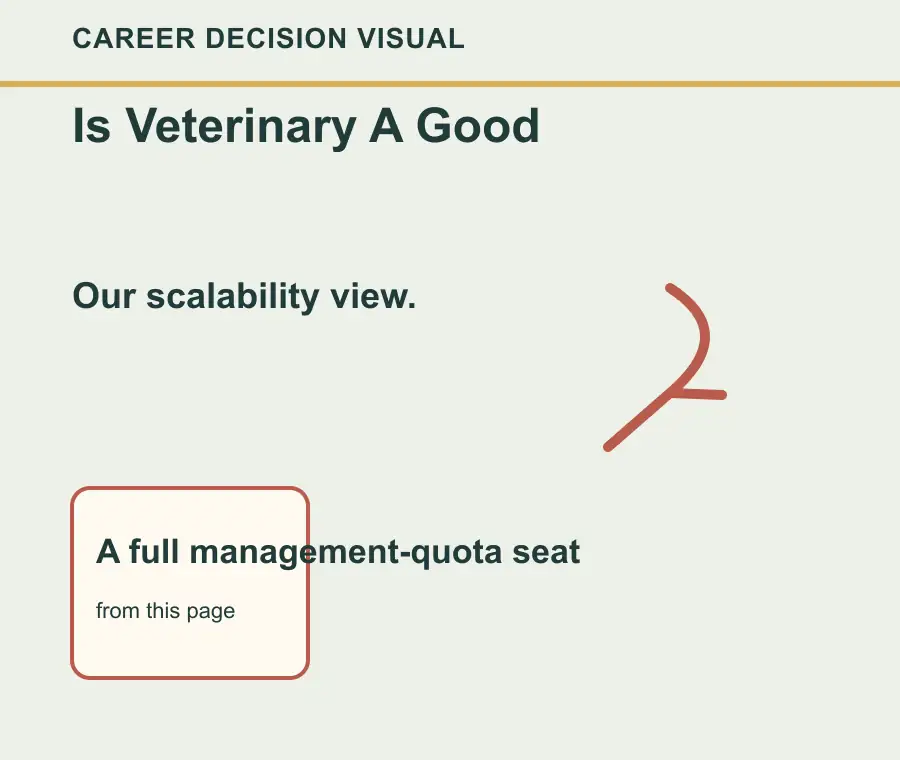 CAREER DECISION VISUAL
Is Veterinary A Good
Our scalability view.
A full management-quota seat
from this page